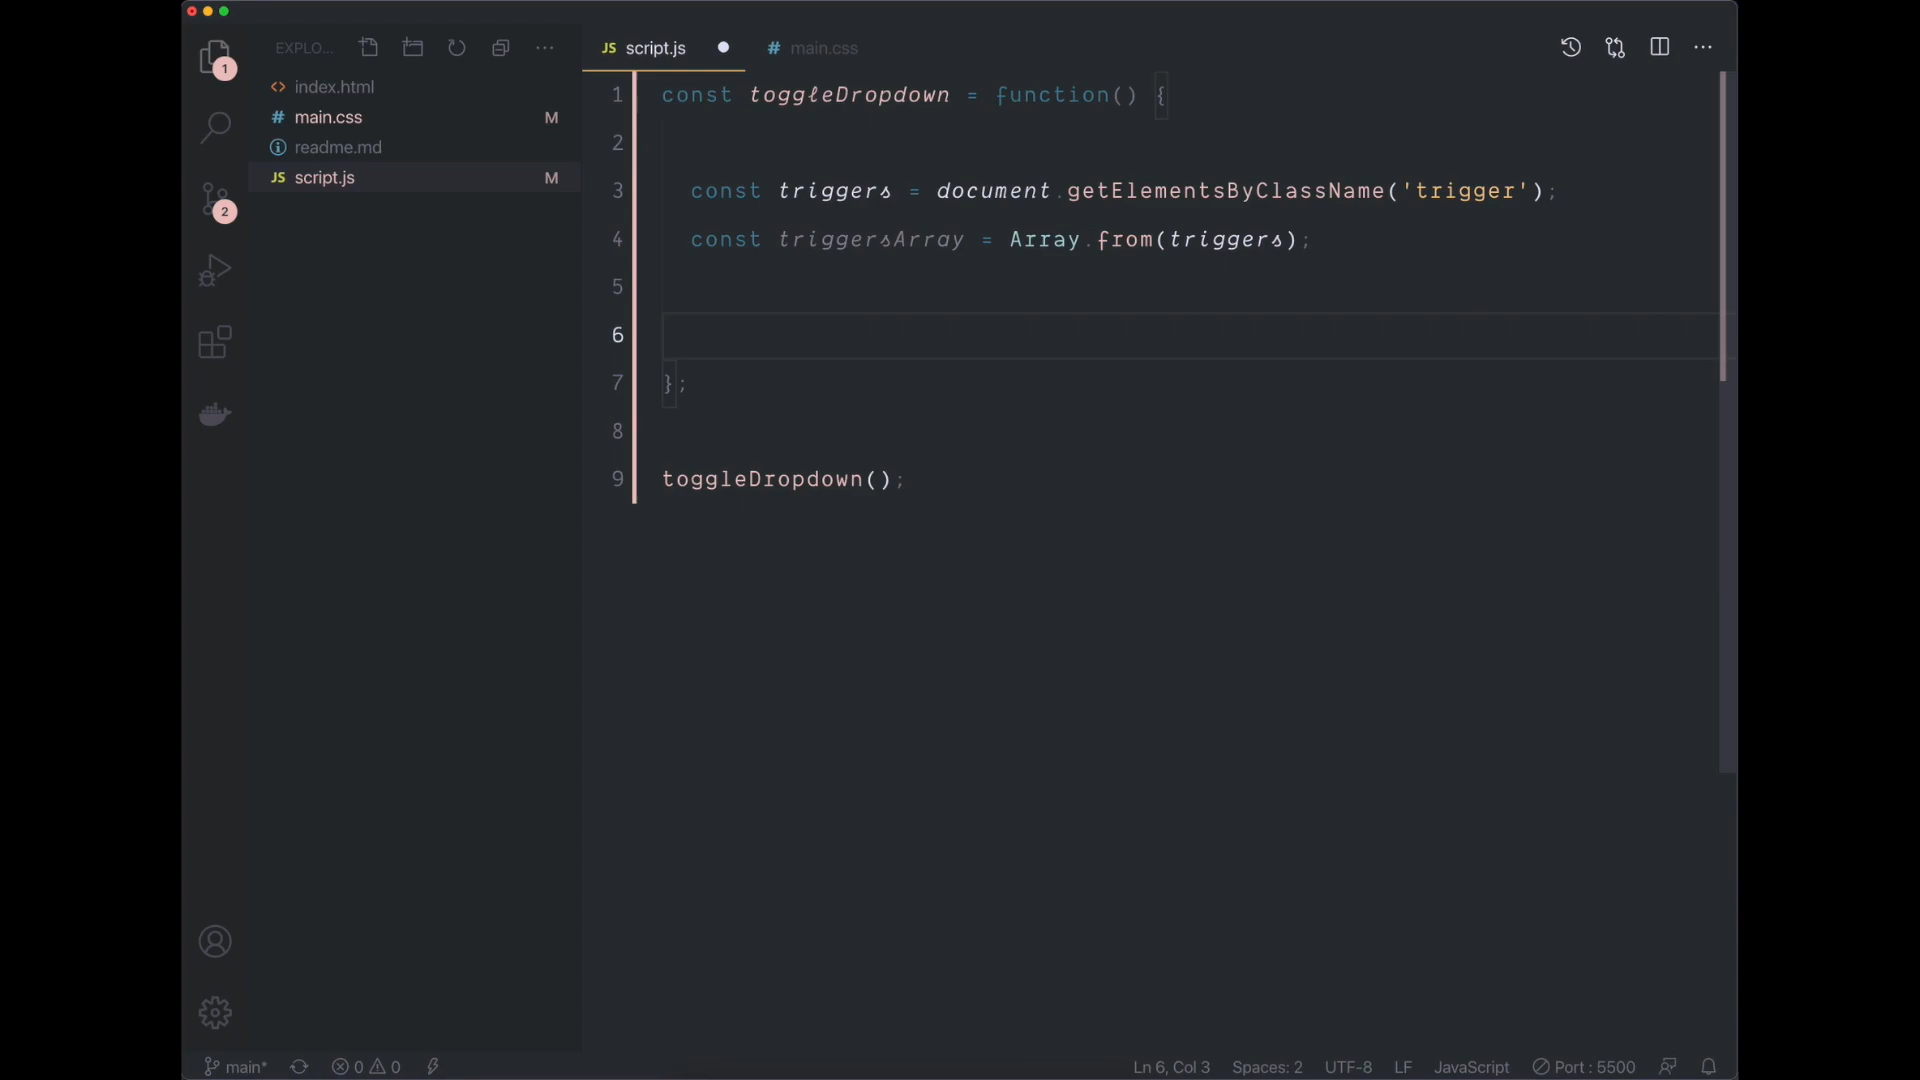 EXPLO...
index.html
main.css M
readme.md
JS script.js M
1
2
JS script.js
# main.css
1 const toggleDropdown = function() {
2
3 const triggers = document.getElementsByClassName('trigger');
4 const triggersArray = Array.from(triggers);
5
6
7 };
8
9 toggleDropdown();
main* 0 0 Ln 6, Col 3 Spaces: 2 UTF-8 LF JavaScript Port : 5500